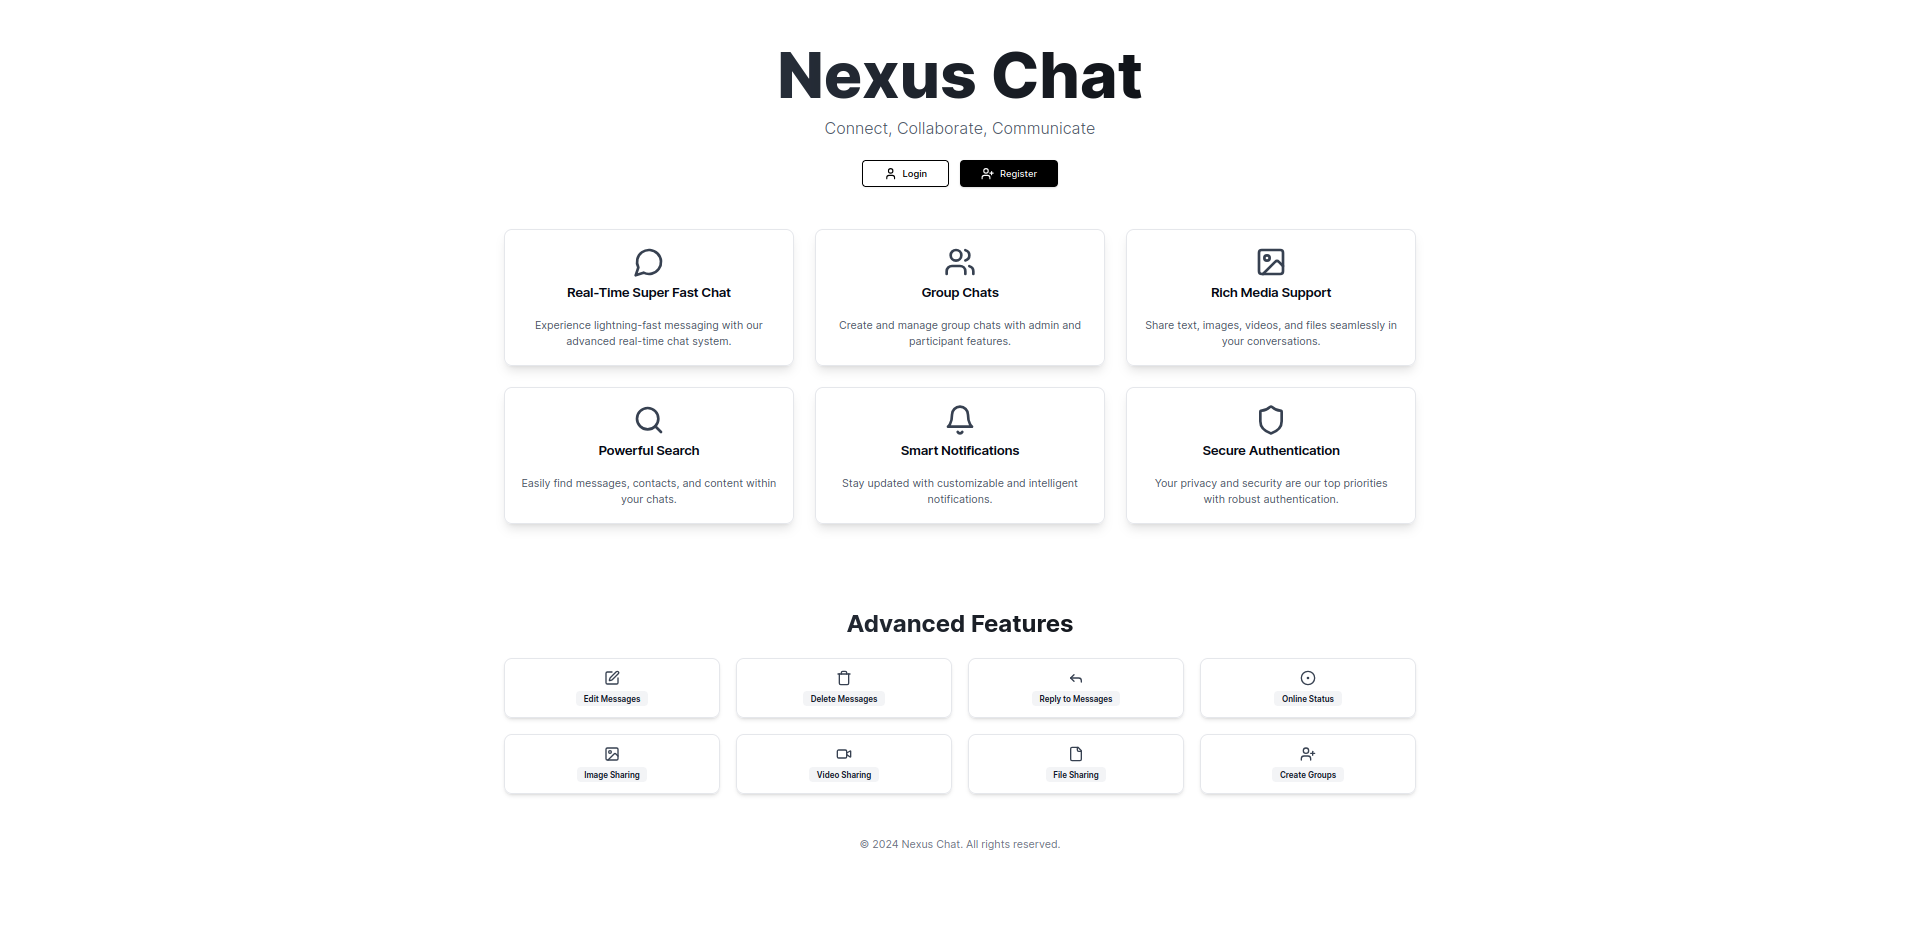 Nexus Chat
Connect, Collaborate, Communicate
Login
Register
Real-Time Super Fast Chat
Experience lightning-fast messaging with our
advanced real-time chat system.
Group Chats
Create and manage group chats with admin and
participant features.
Rich Media Support
Share text, images, videos, and files seamlessly in
your conversations.
Powerful Search
Easily find messages, contacts, and content within
your chats.
Smart Notifications
Stay updated with customizable and intelligent
notifications.
Secure Authentication
Your privacy and security are our top priorities
with robust authentication.
Advanced Features
Edit Messages
Delete Messages
Reply to Messages
Online Status
Image Sharing
Video Sharing
File Sharing
Create Groups
© 2024 Nexus Chat. All rights reserved.